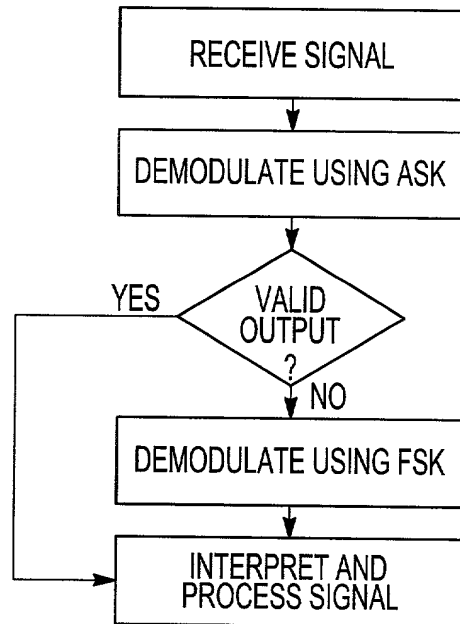 RECEIVE SIGNAL
DEMODULATE USING ASK
YES
VALID
OUTPUT
?
NO
DEMODULATE USING FSK
INTERPRET AND
PROCESS SIGNAL